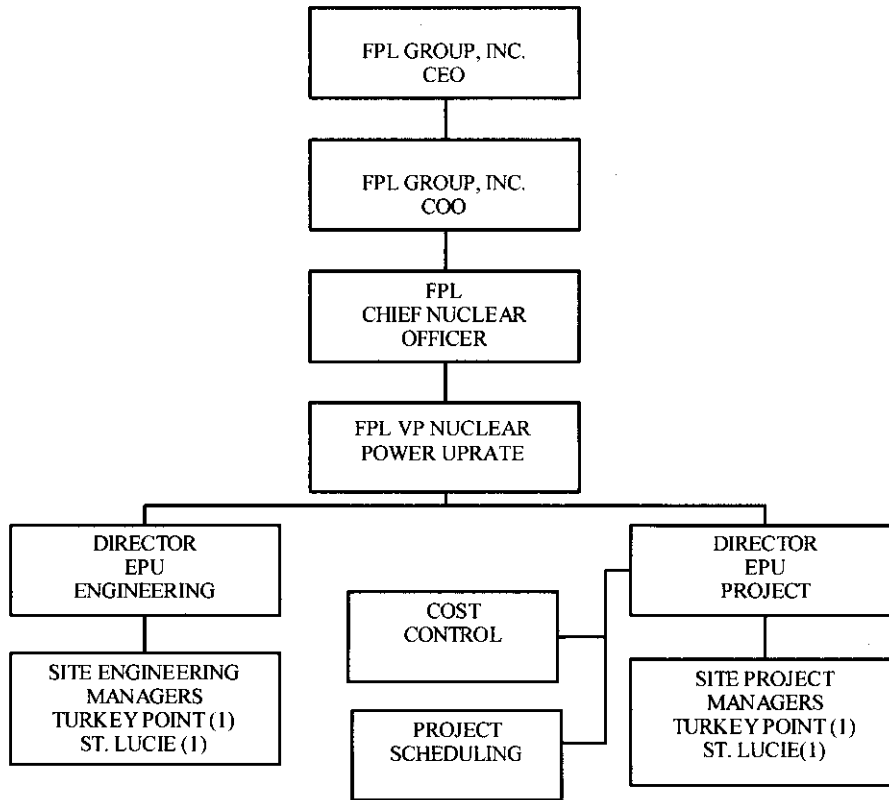 FPL GROUP, INC.
CEO
FPL GROUP, INC.
COO
FPL
CHIEF NUCLEAR
OFFICER
FPL VP NUCLEAR
POWER UPRATE
DIRECTOR
EPU
ENGINEERING
DIRECTOR
EPU
PROJECT
COST
CONTROL
SITE ENGINEERING
MANAGERS
TURKEY POINT (1)
ST. LUCIE (1)
PROJECT
SCHEDULING
SITE PROJECT
MANAGERS
TURKEY POINT (1)
ST. LUCIE(1)